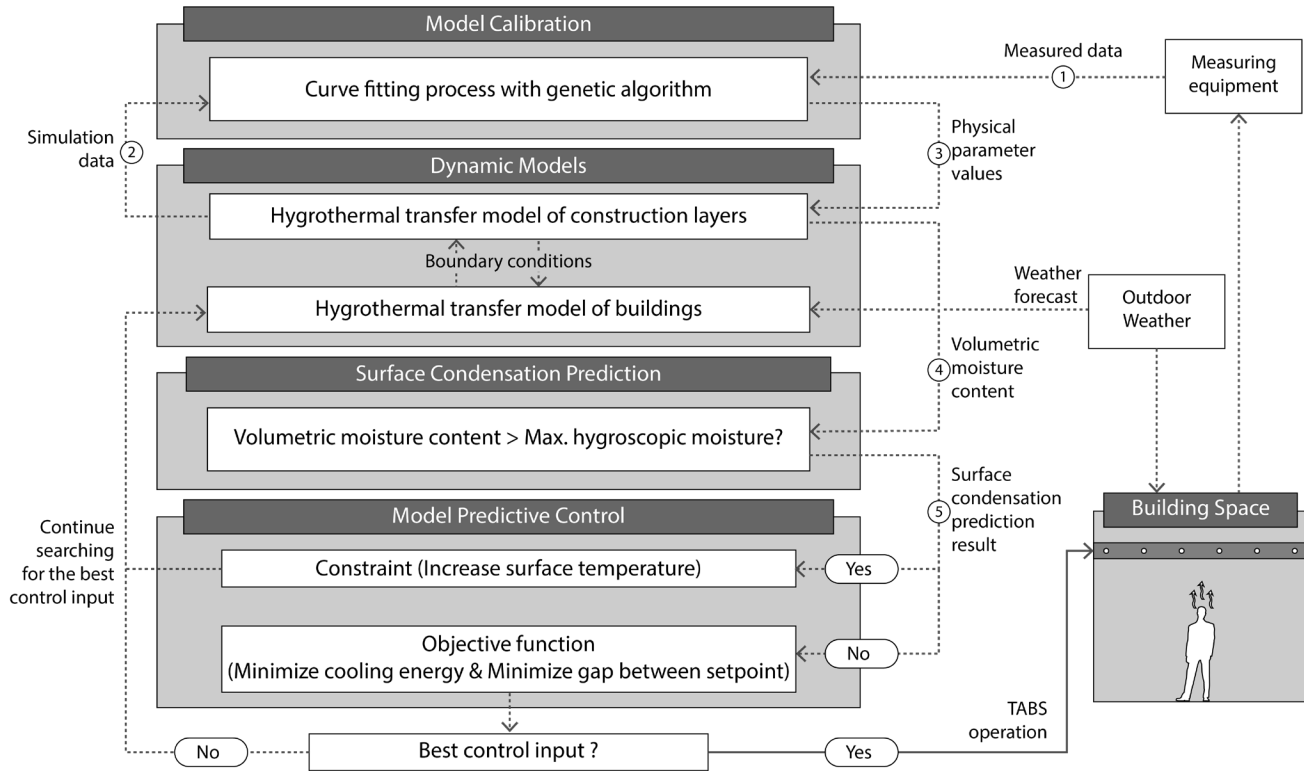 Model Calibration
Curve fitting process with genetic algorithm
Measured data
1
Measuring
equipment
Simulation
data
2
3
Physical
parameter
values
Dynamic Models
Hygrothermal transfer model of construction layers
Boundary conditions
Hygrothermal transfer model of buildings
Weather
forecast
Outdoor
Weather
Surface Condensation Prediction
4
Volumetric
moisture
content
Volumetric moisture content > Max. hygroscopic moisture?
5
Surface
condensation
prediction
result
Model Predictive Control
Continue
searching
for the best
control input
Constraint (Increase surface temperature)
Yes
Objective function
(Minimize cooling energy & Minimize gap between setpoint)
No
Building Space
TABS
operation
No
Best control input ?
Yes